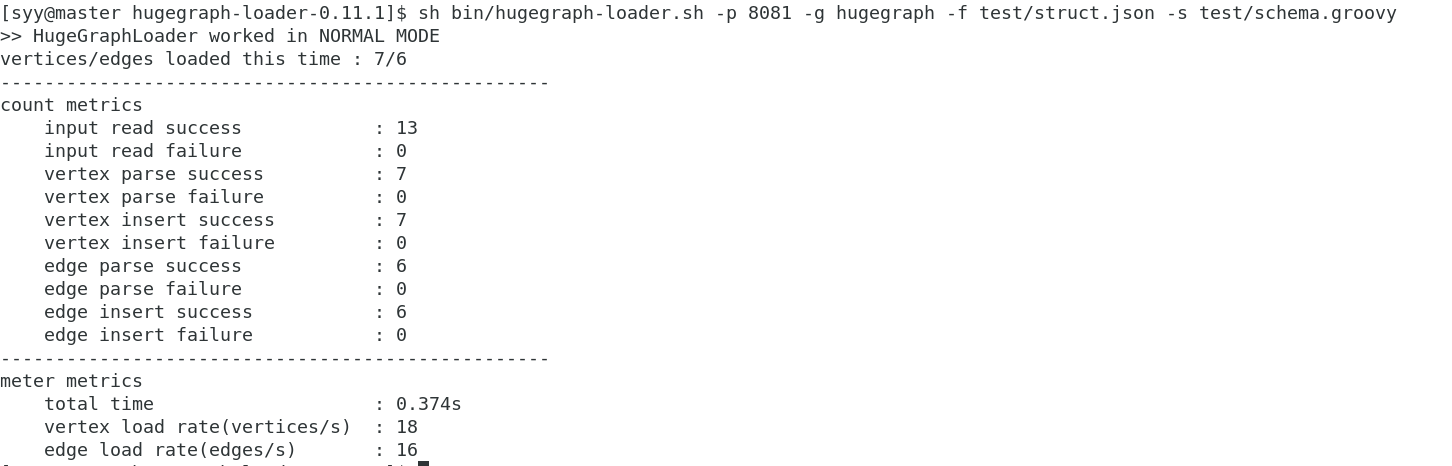 [syy@master hugegraph-loader-0.11.1]$ sh bin/hugegraph-loader.sh -p 8081 -g hugegraph -f test/struct.json -s test/schema.groovy
>> HugeGraphLoader worked in NORMAL MODE
vertices/edges loaded this time : 7/6
--------------------------------------------------
count metrics
    input read success            : 13
    input read failure            : 0
    vertex parse success          : 7
    vertex parse failure          : 0
    vertex insert success         : 7
    vertex insert failure         : 0
    edge parse success            : 6
    edge parse failure            : 0
    edge insert success           : 6
    edge insert failure           : 0
--------------------------------------------------
meter metrics
    total time                    : 0.374s
    vertex load rate(vertices/s)  : 18
    edge load rate(edges/s)       : 16